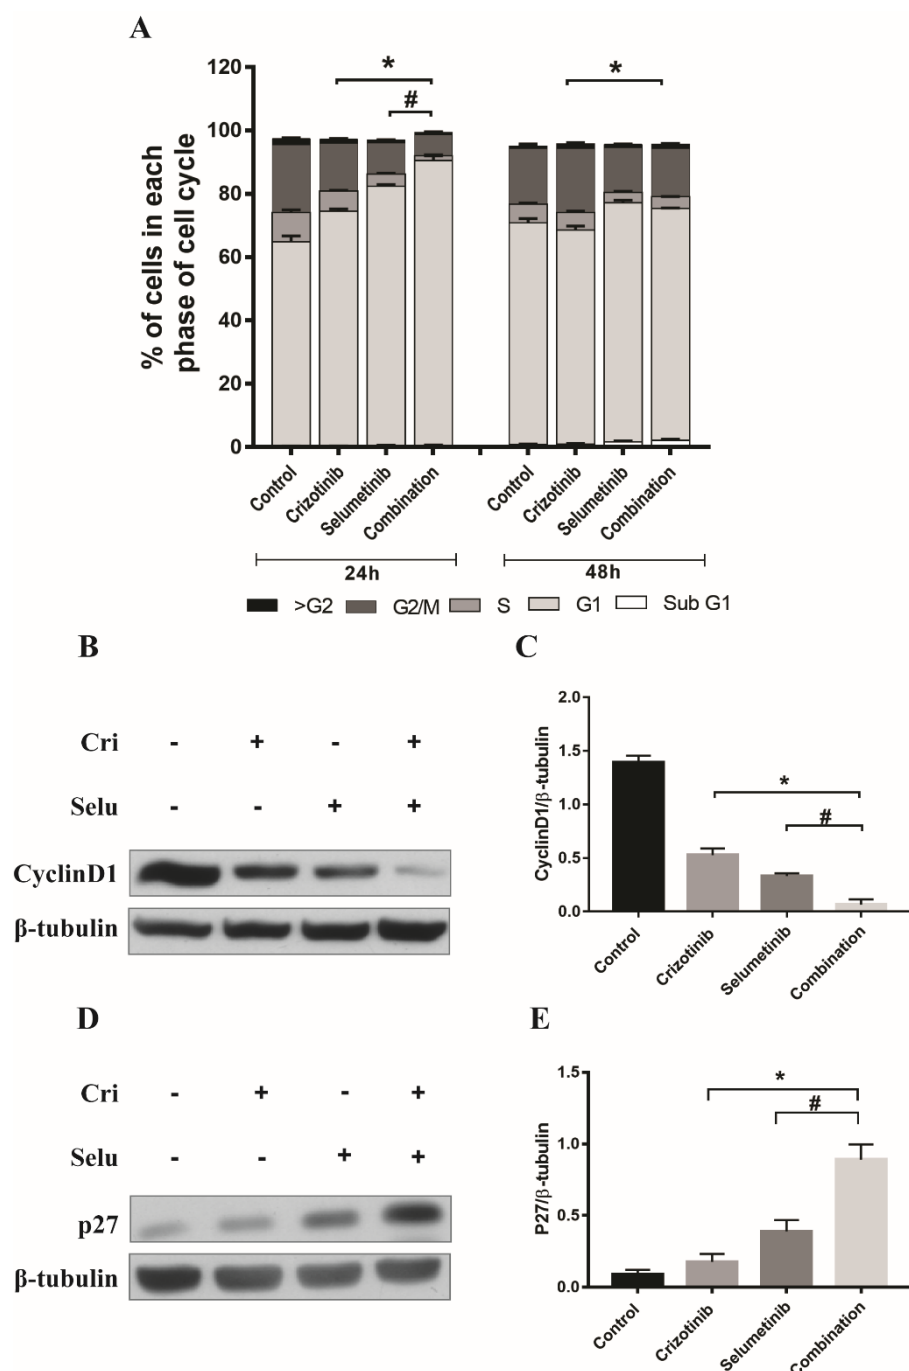 A
% of cells in each
phase of cell cycle
120
100
80
60
40
20
0
*
#
*
Control
Crizotinib
Selumetinib
Combination
Control
Crizotinib
Selumetinib
Combination
24h
48h
>G2 G2/M S G1 Sub G1
B
Cri - + - +
Selu - - + +
CyclinD1
β-tubulin
C
CyclinD1/β-tubulin
2.0
1.5
1.0
0.5
0.0
*
#
Control
Crizotinib
Selumetinib
Combination
D
Cri - + - +
Selu - - + +
p27
β-tubulin
E
P27/β-tubulin
1.5
1.0
0.5
0.0
*
#
Control
Crizotinib
Selumetinib
Combination